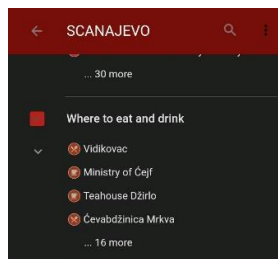 SCANAJEVO
... 30 more
Where to eat and drink
Vidikovac
Ministry of Ćejf
Teahouse Džirlo
Ćevabdžinica Mrkva
... 16 more